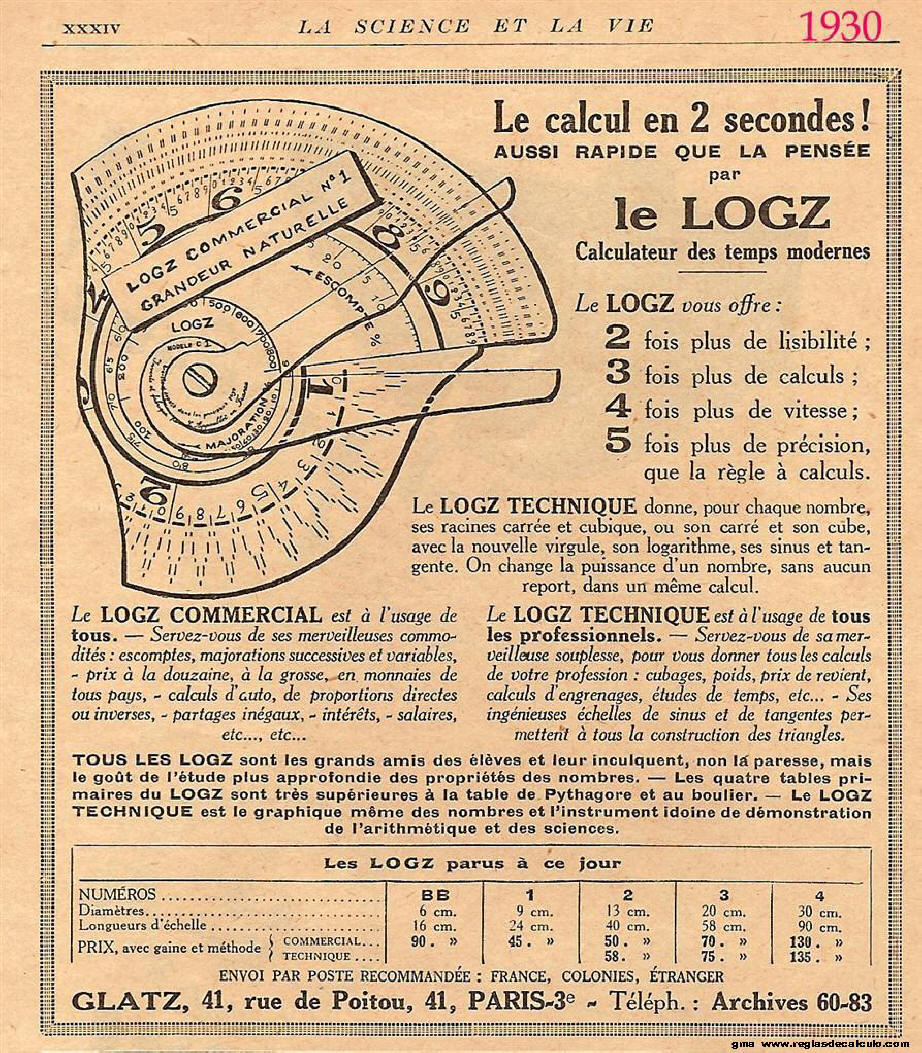 XXXIV
LA SCIENCE ET LA VIE
1930
Le calcul en 2 secondes!
AUSSI RAPIDE QUE LA PENSÉE
par
le LOGZ
Calculateur des temps modernes
LOGZ COMMERCIAL Nº 1
GRANDEUR NATURELLE
ESCOMPTE %
LOGZ
MODELE C 1
MAJORATION
Le LOGZ vous offre :
2 fois plus de lisibilité ;
3 fois plus de calculs ;
4 fois plus de vitesse ;
5 fois plus de précision,
que la règle à calculs.
Le LOGZ TECHNIQUE donne, pour chaque nombre,
ses racines carrée et cubique, ou son carré et son cube,
avec la nouvelle virgule, son logarithme, ses sinus et tan-
gente. On change la puissance d'un nombre, sans aucun
report, dans un même calcul.
Le LOGZ COMMERCIAL est à l'usage de
tous. — Servez-vous de ses merveilleuses commo-
dités : escomptes, majorations successives et variables,
- prix à la douzaine, à la grosse, en monnaies de
tous pays, - calculs d'auto, de proportions directes
ou inverses, - partages inégaux, - intérêts, - salaires,
etc..., etc...
Le LOGZ TECHNIQUE est à l'usage de tous
les professionnels. — Servez-vous de sa mer-
veilleuse souplesse, pour vous donner tous les calculs
de votre profession : cubages, poids, prix de revient,
calculs d'engrenages, études de temps, etc... - Ses
ingénieuses échelles de sinus et de tangentes per-
mettent à tous la construction des triangles.
TOUS LES LOGZ sont les grands amis des élèves et leur inculquent, non la paresse, mais
le goût de l'étude plus approfondie des propriétés des nombres. — Les quatre tables pri-
maires du LOGZ sont très supérieures à la table de Pythagore et au boulier. — Le LOGZ
TECHNIQUE est le graphique même des nombres et l'instrument idoine de démonstration
de l'arithmétique et des sciences.
Les LOGZ parus à ce jour
NUMÉROS ........ BB 1 2 3 4
Diamètres........ 6 cm. 9 cm. 13 cm. 20 cm. 30 cm.
Longueurs d'échelle ........ 16 cm. 24 cm. 40 cm. 58 cm. 90 cm.
PRIX, avec gaine et méthode } COMMERCIAL... 90. » 45. » 50. » 70. » 130. »
TECHNIQUE .... 58. » 75. » 135. »
ENVOI PAR POSTE RECOMMANDÉE : FRANCE, COLONIES, ÉTRANGER
GLATZ, 41, rue de Poitou, 41, PARIS-3e - Téléph. : Archives 60-83
gma www.reglasdecalculo.com